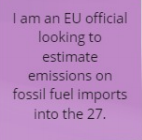 I am an EU official
looking to
estimate
emissions on
fossil fuel imports
into the 27.